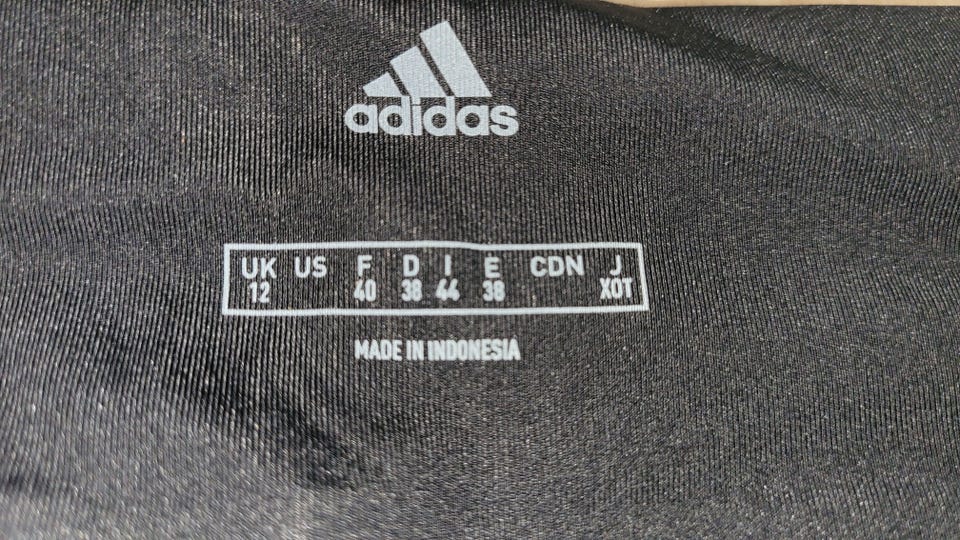 adidas
UK US F D I E CDN J
12 40 38 44 38 XOT
MADE IN INDONESIA